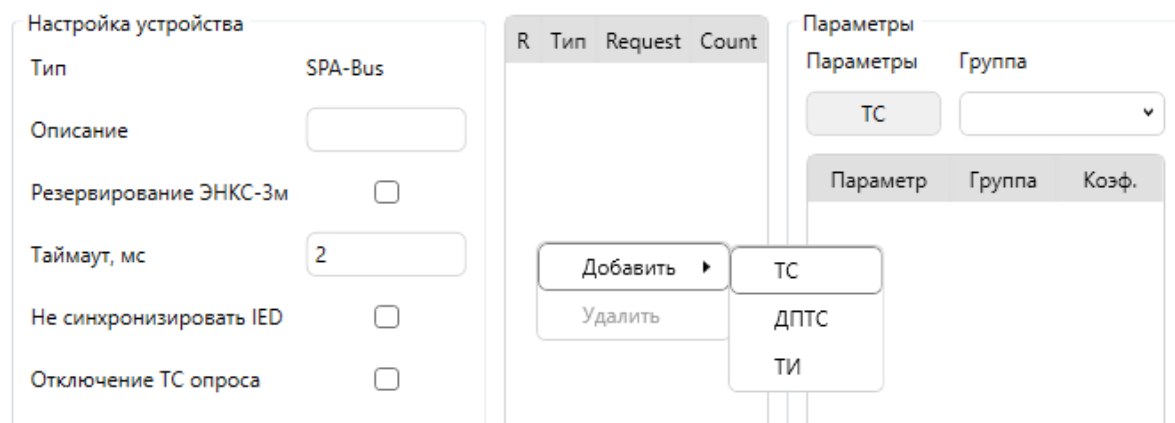 Настройка устройства
Тип SPA-Bus
Описание
Резервирование ЭНКС-3м
Таймаут, мс 2
Не синхронизировать IED
Отключение ТС опроса
R Тип Request Count
Добавить
Удалить
ТС
ДПТС
ТИ
Параметры
Параметры Группа
ТС
Параметр Группа Коэф.